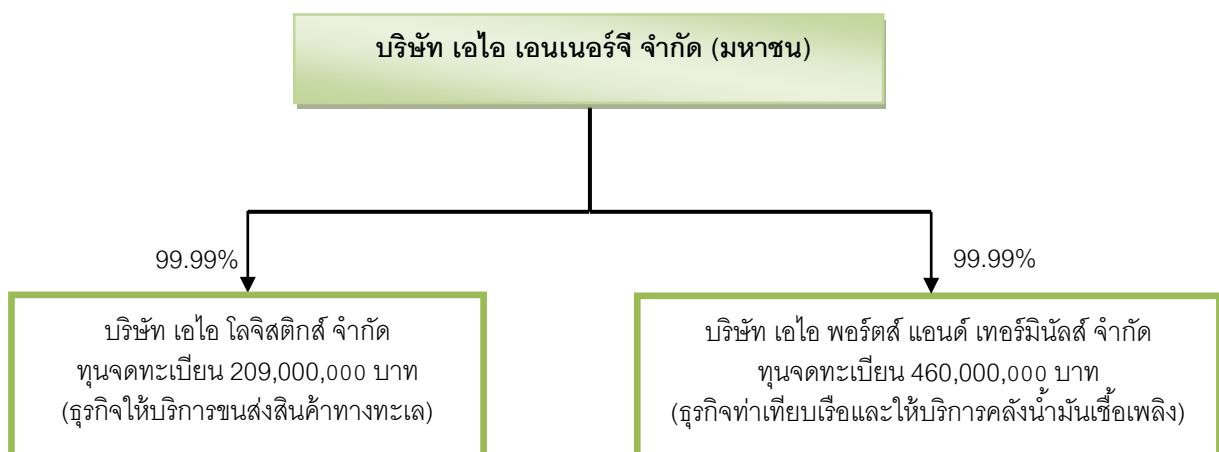 บริษัท เอไอ เอนเนอร์จี จำกัด (มหาชน)
99.99%
99.99%
บริษัท เอไอ โลจิสติกส์ จำกัด
ทุนจดทะเบียน 209,000,000 บาท
(ธุรกิจให้บริการขนส่งสินค้าทางทะเล)
บริษัท เอไอ พอร์ตส์ แอนด์ เทอร์มินัลส์ จำกัด
ทุนจดทะเบียน 460,000,000 บาท
(ธุรกิจท่าเทียบเรือและให้บริการคลังน้ำมันเชื้อเพลิง)